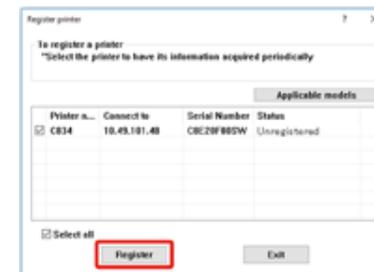 Register printer ?
To register a printer
"Select the printer to have its information acquired periodically
Applicable models
Printer n... Connect to Serial Number Status
C834 10.49.101.48 Unregistered
Select all
Register Exit